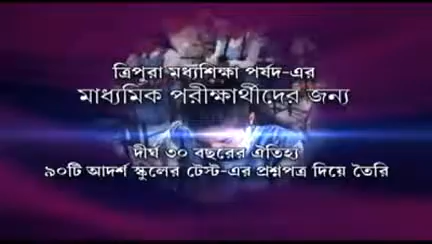 ত্রিপুরা মধ্যশিক্ষা পর্ষদ-এর
মাধ্যমিক পরীক্ষার্থীদের জন্য
দীর্ঘ ৩০ বছরের ঐতিহ্য
৯০টি আদর্শ স্কুলের টেস্ট-এর প্রশ্নপত্র দিয়ে তৈরি